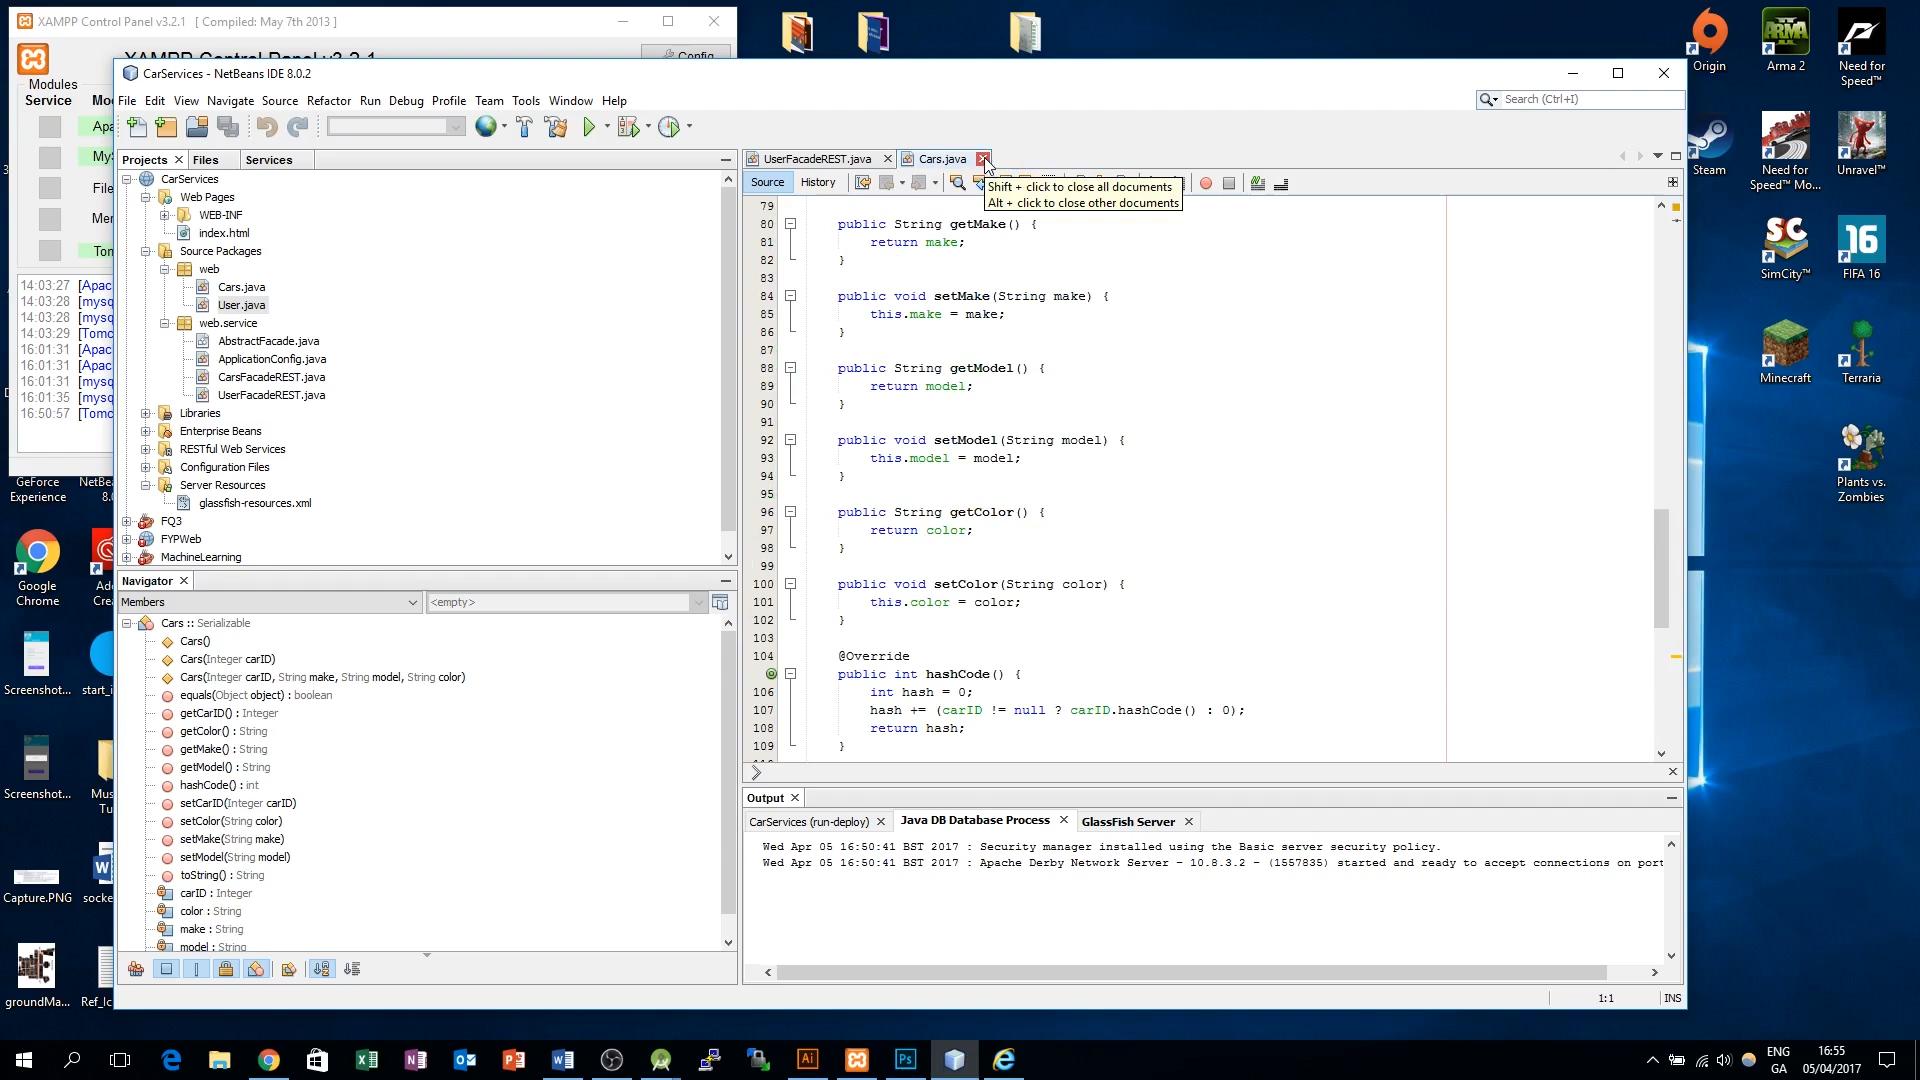 XAMPP Control Panel v3.2.1 [ Compiled: May 7th 2013 ]
XAMPP Control Panel v3.2.1
Config
Modules
Service
CarServices - NetBeans IDE 8.0.2
File Edit View Navigate Source Refactor Run Debug Profile Team Tools Window Help
Search (Ctrl+I)
Projects Files Services
CarServices
Web Pages
WEB-INF
index.html
Source Packages
web
Cars.java
User.java
web.service
AbstractFacade.java
ApplicationConfig.java
CarsFacadeREST.java
UserFacadeREST.java
Libraries
Enterprise Beans
RESTful Web Services
Configuration Files
Server Resources
glassfish-resources.xml
FQ3
FYPWeb
MachineLearning
14:03:27 [Apac
14:03:28 [mysq
14:03:28 [mysq
14:03:29 [Tomc
16:01:31 [Apac
16:01:31 [Apac
16:01:31 [mysq
16:01:35 [mysq
16:50:57 [Tomc
Navigator
Members
<empty>
Cars :: Serializable
Cars()
Cars(Integer carID)
Cars(Integer carID, String make, String model, String color)
equals(Object object) : boolean
getCarID() : Integer
getColor() : String
getMake() : String
getModel() : String
hashCode() : int
setCarID(Integer carID)
setColor(String color)
setMake(String make)
setModel(String model)
toString() : String
carID : Integer
color : String
make : String
model : String
UserFacadeREST.java Cars.java
Source History
Shift + click to close all documents
Alt + click to close other documents
79
80 public String getMake() {
81 return make;
82 }
83
84 public void setMake(String make) {
85 this.make = make;
86 }
87
88 public String getModel() {
89 return model;
90 }
91
92 public void setModel(String model) {
93 this.model = model;
94 }
95
96 public String getColor() {
97 return color;
98 }
99
100 public void setColor(String color) {
101 this.color = color;
102 }
103
104 @Override
public int hashCode() {
106 int hash = 0;
107 hash += (carID != null ? carID.hashCode() : 0);
108 return hash;
109 }
Output
CarServices (run-deploy) Java DB Database Process GlassFish Server
Wed Apr 05 16:50:41 BST 2017 : Security manager installed using the Basic server security policy.
Wed Apr 05 16:50:41 BST 2017 : Apache Derby Network Server - 10.8.3.2 - (1557835) started and ready to accept connections on port
1:1 INS
Origin
Arma 2
Need for Speed™
Steam
Need for Speed™ Mo...
Unravel™
SimCity™
FIFA 16
Minecraft
Terraria
Plants vs. Zombies
GeForce Experience
Google Chrome
Screenshot...
start_i
Screenshot...
Capture.PNG
socke
groundMa...
Ref_Ic
ENG
GA
16:55
05/04/2017